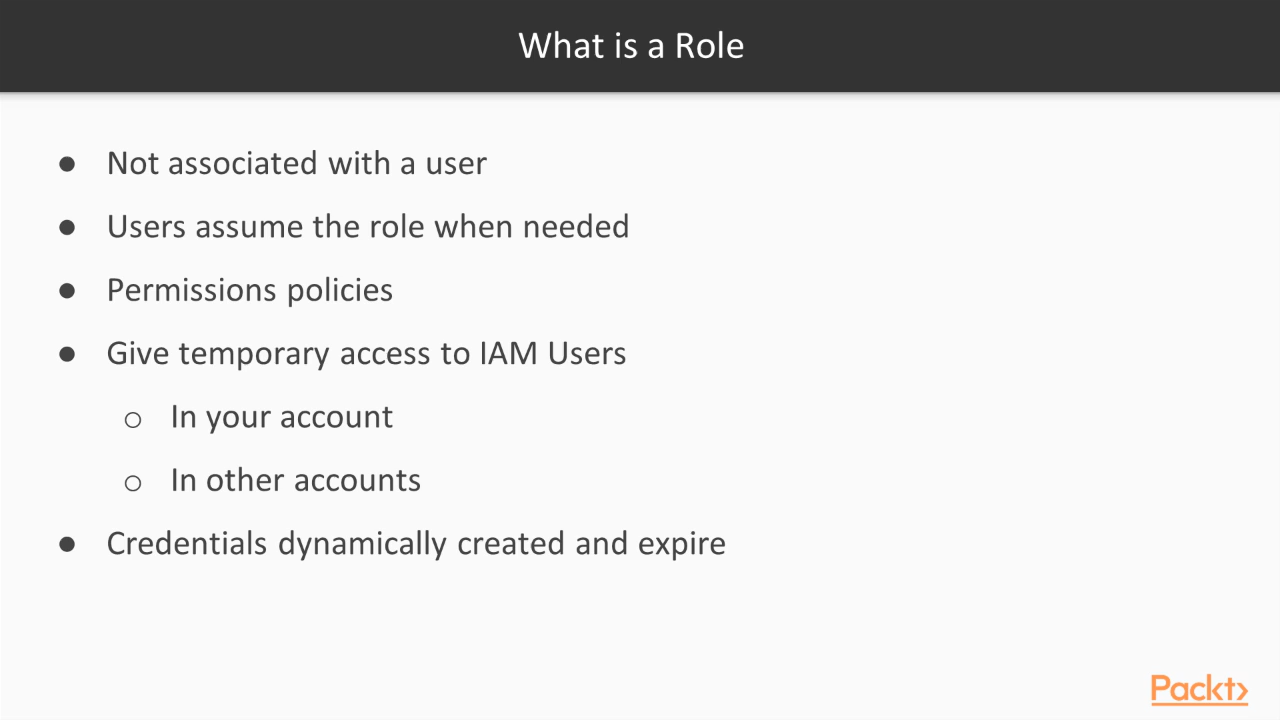 What is a Role
● Not associated with a user
● Users assume the role when needed
● Permissions policies
● Give temporary access to IAM Users
○ In your account
○ In other accounts
● Credentials dynamically created and expire
Packt>